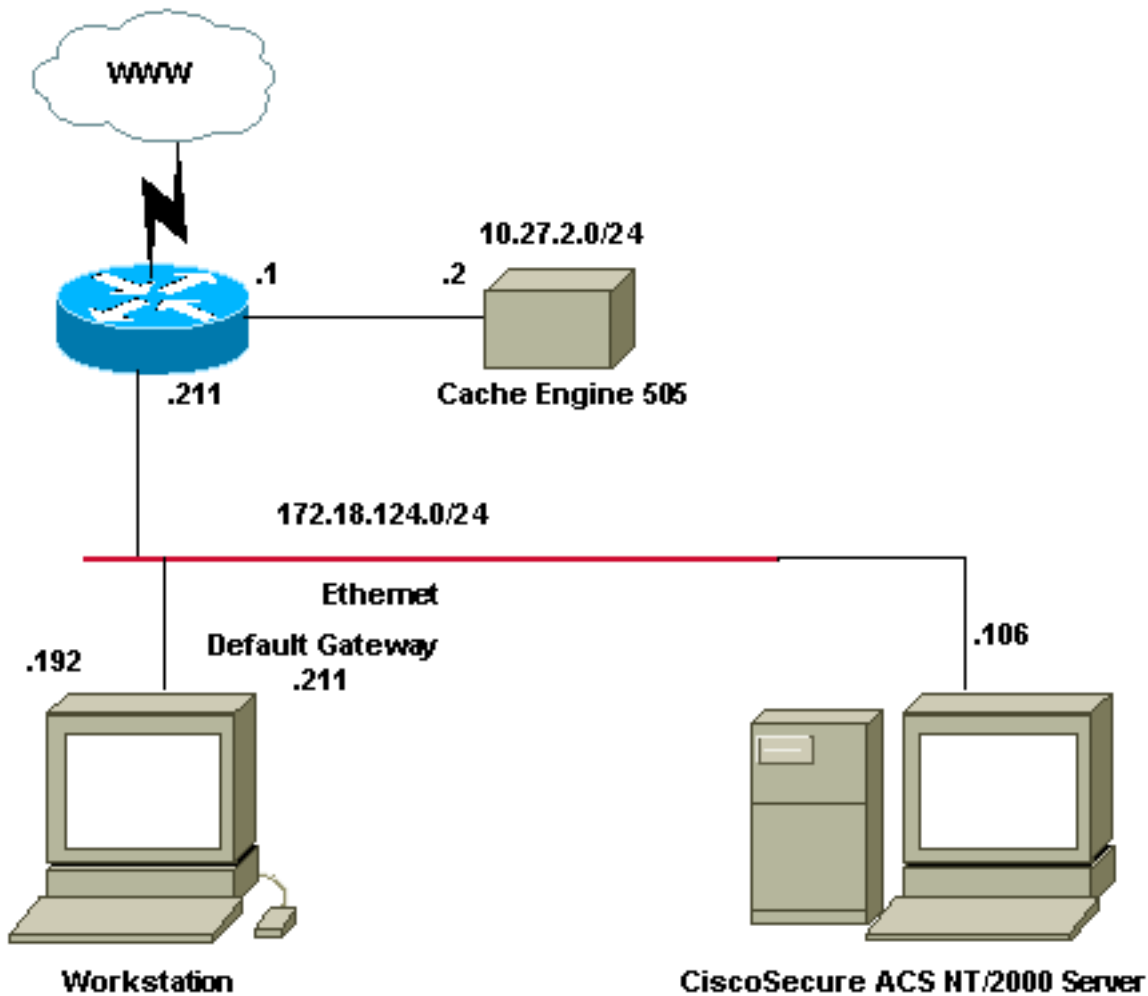 WWW
10.27.2.0/24
.1
.2
.211
Cache Engine 505
172.18.124.0/24
Ethernet
Default Gateway
.211
.192
.106
Workstation
CiscoSecure ACS NT/2000 Server